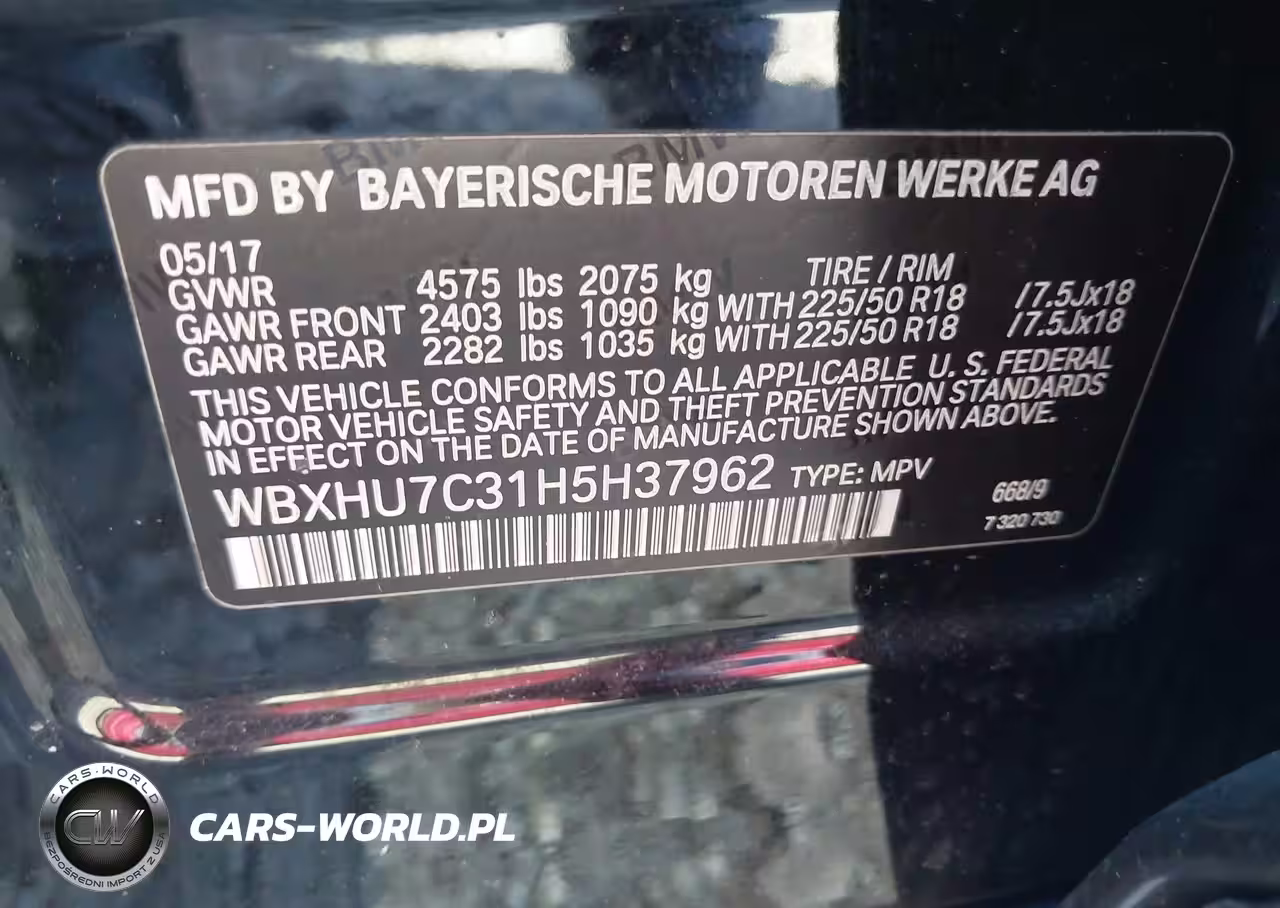 MFD BY BAYERISCHE MOTOREN WERKE AG
05/17
TIRE / RIM
GVWR 4575 lbs 2075 kg
GAWR FRONT 2403 lbs 1090 kg WITH 225/50 R18 /7.5Jx18
GAWR REAR 2282 lbs 1035 kg WITH 225/50 R18 /7.5Jx18
THIS VEHICLE CONFORMS TO ALL APPLICABLE U. S. FEDERAL
MOTOR VEHICLE SAFETY AND THEFT PREVENTION STANDARDS
IN EFFECT ON THE DATE OF MANUFACTURE SHOWN ABOVE.
WBXHU7C31H5H37962 TYPE: MPV
668/9
7 320 730
CARS-WORLD
CW
BEZPOŚREDNI IMPORT Z USA
CARS-WORLD.PL